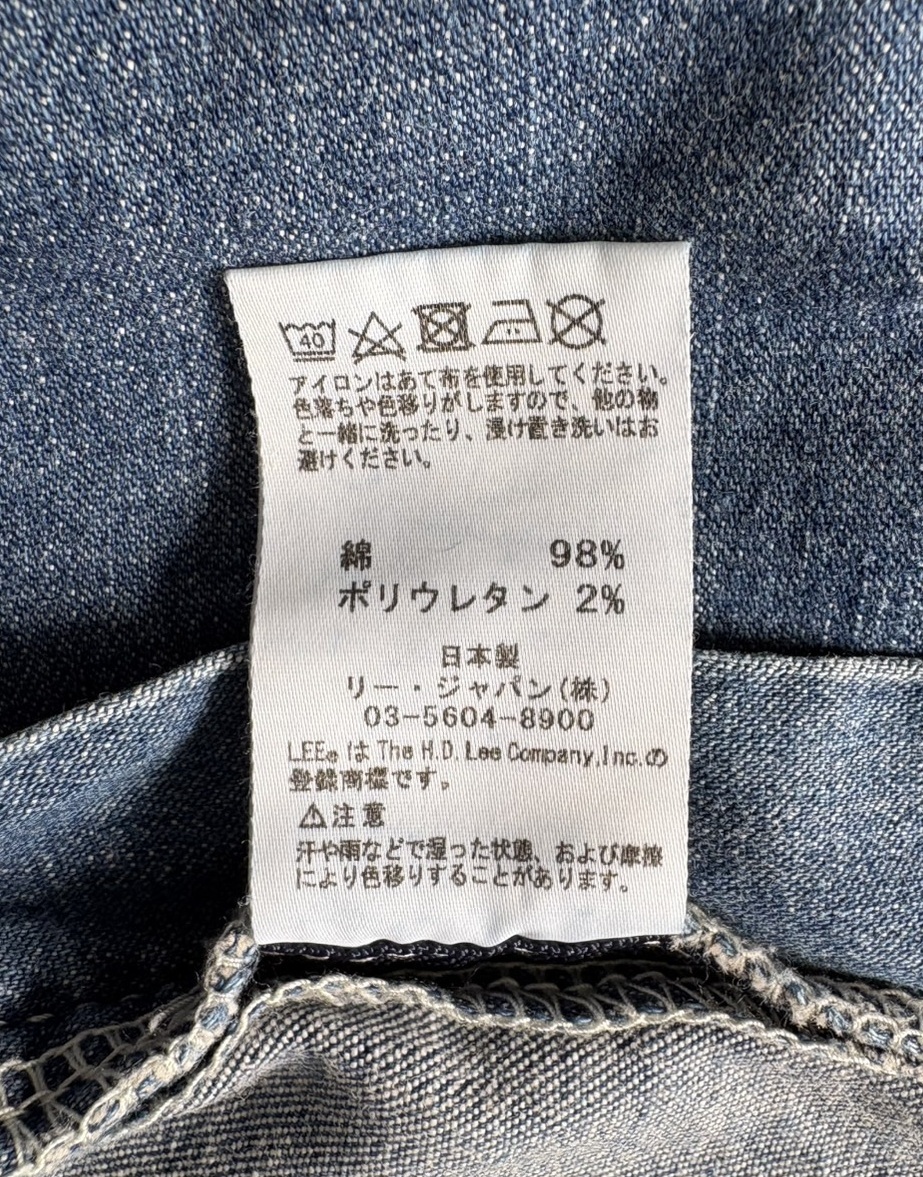 40
アイロンはあて布を使用してください。
色落ちや色移りがしますので、他の物
と一緒に洗ったり、浸け置き洗いはお
避けください。
綿 98%
ポリウレタン 2%
日本製
リー・ジャパン(株)
03-5604-8900
LEE® は The H.D. Lee Company,Inc.の
登録商標です。
⚠注意
汗や雨などで湿った状態、および摩擦
により色移りすることがあります。